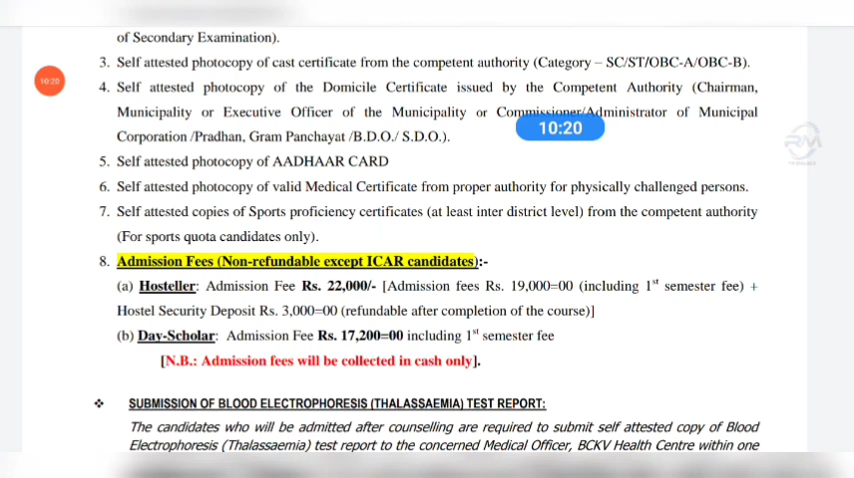 of Secondary Examination).
3. Self attested photocopy of cast certificate from the competent authority (Category – SC/ST/OBC-A/OBC-B).
10:20
4. Self attested photocopy of the Domicile Certificate issued by the Competent Authority (Chairman,
Municipality or Executive Officer of the Municipality or Commissioner/Administrator of Municipal
10:20
Corporation /Pradhan, Gram Panchayat /B.D.O./ S.D.O.).
RM
5. Self attested photocopy of AADHAAR CARD
6. Self attested photocopy of valid Medical Certificate from proper authority for physically challenged persons.
7. Self attested copies of Sports proficiency certificates (at least inter district level) from the competent authority
(For sports quota candidates only).
8. Admission Fees (Non-refundable except ICAR candidates):-
(a) Hosteller: Admission Fee Rs. 22,000/- [Admission fees Rs. 19,000=00 (including 1st semester fee) +
Hostel Security Deposit Rs. 3,000=00 (refundable after completion of the course)]
(b) Day-Scholar: Admission Fee Rs. 17,200=00 including 1st semester fee
[N.B.: Admission fees will be collected in cash only].
❖ SUBMISSION OF BLOOD ELECTROPHORESIS (THALASSAEMIA) TEST REPORT:
The candidates who will be admitted after counselling are required to submit self attested copy of Blood
Electrophoresis (Thalassaemia) test report to the concerned Medical Officer, BCKV Health Centre within one